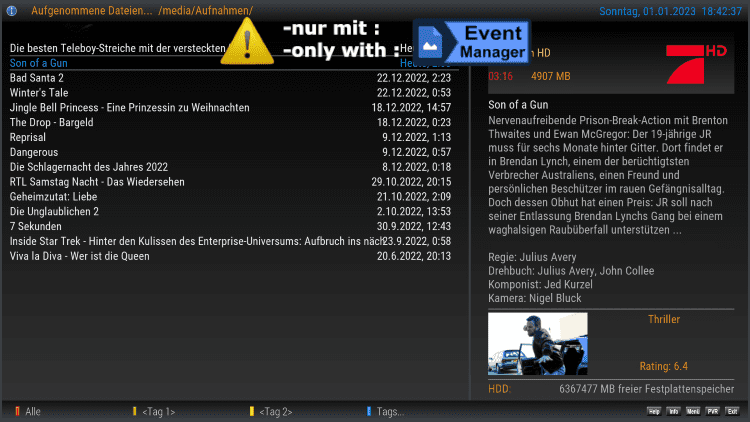 Aufgenommene Dateien... /media/Aufnahmen/
Sonntag, 01.01.2023 18:42:37
-nur mit :
-only with :
Event
Manager
Die besten Teleboy-Streiche mit der versteckten
Son of a Gun
Bad Santa 2 22.12.2022, 2:23
Winter's Tale 22.12.2022, 0:53
Jingle Bell Princess - Eine Prinzessin zu Weihnachten 18.12.2022, 14:57
The Drop - Bargeld 18.12.2022, 0:23
Reprisal 9.12.2022, 1:13
Dangerous 9.12.2022, 0:57
Die Schlagernacht des Jahres 2022 8.12.2022, 0:18
RTL Samstag Nacht - Das Wiedersehen 29.10.2022, 20:15
Geheimzutat: Liebe 21.10.2022, 2:09
Die Unglaublichen 2 2.10.2022, 13:53
7 Sekunden 30.9.2022, 12:43
Inside Star Trek - Hinter den Kulissen des Enterprise-Universums: Aufbruch ins näch 23.9.2022, 0:58
Viva la Diva - Wer ist die Queen 20.6.2022, 20:13
HD
HD
03:16 4907 MB
Son of a Gun
Nervenaufreibende Prison-Break-Action mit Brenton
Thwaites und Ewan McGregor: Der 19-jährige JR
muss für sechs Monate hinter Gitter. Dort findet er
in Brendan Lynch, einem der berüchtigtsten
Verbrecher Australiens, einen Freund und
persönlichen Beschützer im rauen Gefängnisalltag.
Doch dessen Obhut hat einen Preis: JR soll nach
seiner Entlassung Brendan Lynchs Gang bei einem
waghalsigen Raubüberfall unterstützen ...
Regie: Julius Avery
Drehbuch: Julius Avery, John Collee
Komponist: Jed Kurzel
Kamera: Nigel Bluck
Thriller
Rating: 6.4
HDD: 6367477 MB freier Festplattenspeicher
Alle <Tag 1> <Tag 2> Tags... Help Info Menü PVR Exit